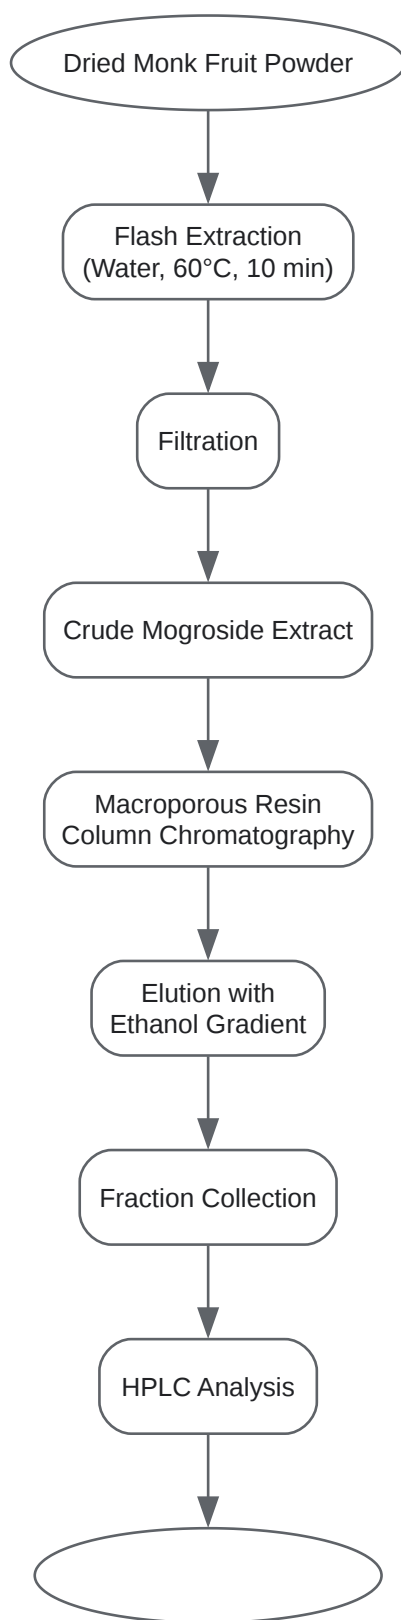 Dried Monk Fruit Powder
Flash Extraction
(Water, 60°C, 10 min)
Filtration
Crude Mogroside Extract
Macroporous Resin
Column Chromatography
Elution with
Ethanol Gradient
Fraction Collection
HPLC Analysis